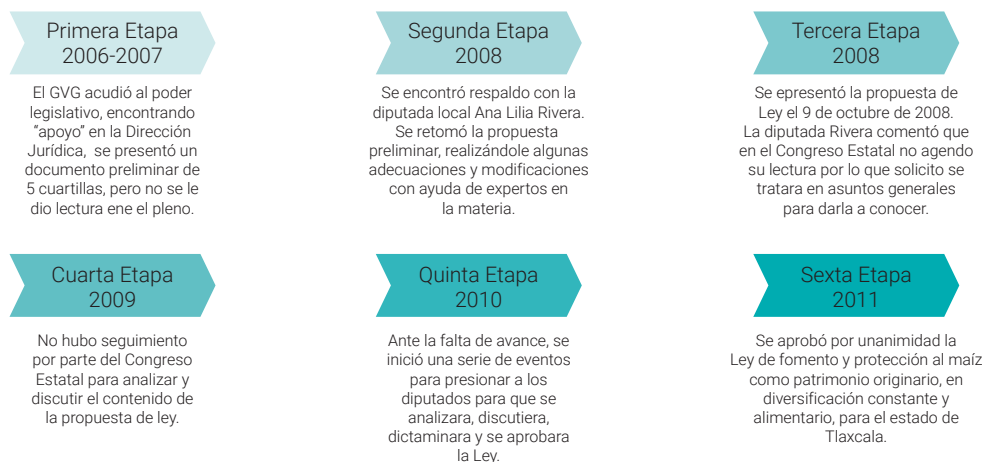 Primera Etapa
2006-2007
El GVG acudió al poder
legislativo, encontrando
“apoyo” en la Dirección
Jurídica, se presentó un
documento preliminar de
5 cuartillas, pero no se le
dio lectura ene el pleno.
Segunda Etapa
2008
Se encontró respaldo con la
diputada local Ana Lilia Rivera.
Se retomó la propuesta
preliminar, realizándole algunas
adecuaciones y modificaciones
con ayuda de expertos en
la materia.
Tercera Etapa
2008
Se epresentó la propuesta de
Ley el 9 de octubre de 2008.
La diputada Rivera comentó que
en el Congreso Estatal no agendo
su lectura por lo que solicito se
tratara en asuntos generales
para darla a conocer.
Cuarta Etapa
2009
No hubo seguimiento
por parte del Congreso
Estatal para analizar y
discutir el contenido de
la propuesta de ley.
Quinta Etapa
2010
Ante la falta de avance, se
inició una serie de eventos
para presionar a los
diputados para que se
analizara, discutiera,
dictaminara y se aprobara
la Ley.
Sexta Etapa
2011
Se aprobó por unanimidad la
Ley de fomento y protección al maíz
como patrimonio originario, en
diversificación constante y
alimentario, para el estado de
Tlaxcala.